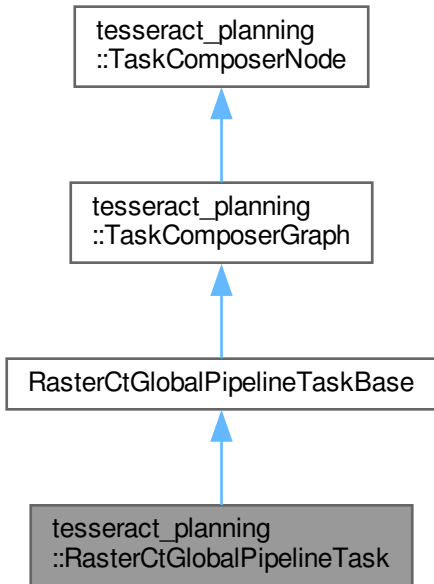 tesseract_planning
::TaskComposerNode
tesseract_planning
::TaskComposerGraph
RasterCtGlobalPipelineTaskBase
tesseract_planning
::RasterCtGlobalPipelineTask